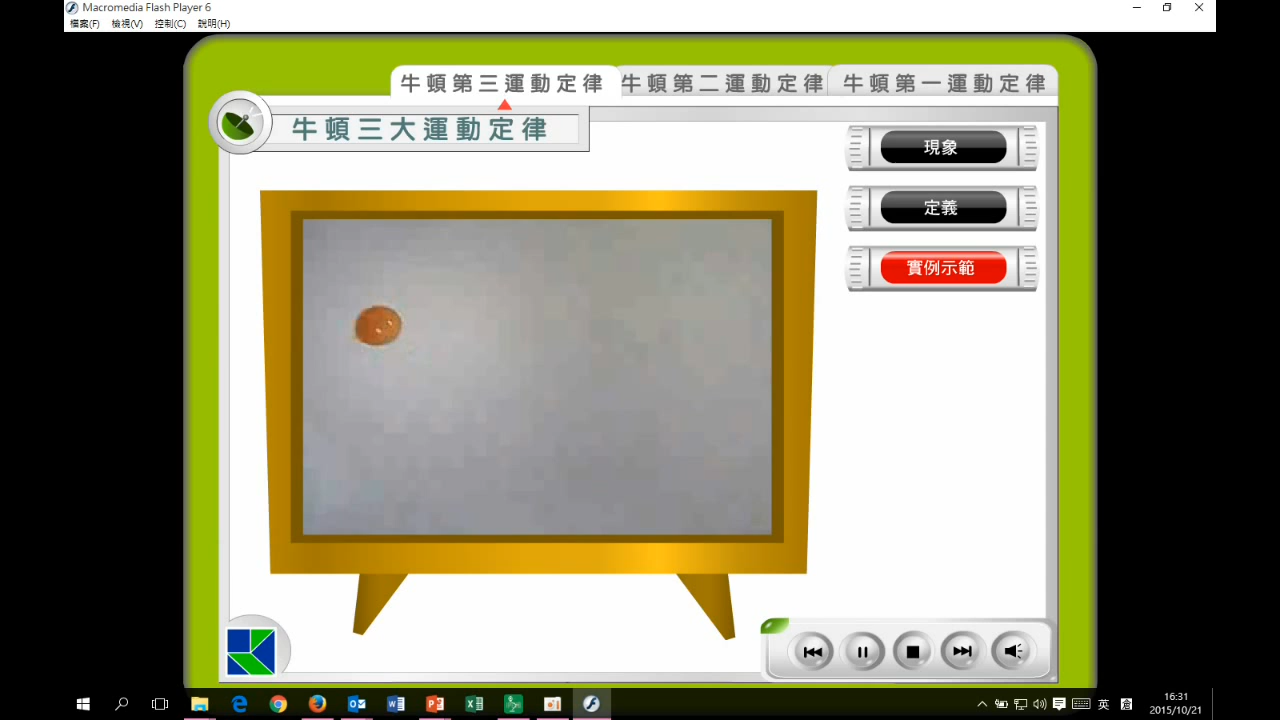 Macromedia Flash Player 6
檔案(F) 檢視(V) 控制(C) 說明(H)
牛頓第三運動定律 牛頓第二運動定律 牛頓第一運動定律
牛頓三大運動定律
現象
定義
實例示範
英
16:31
2015/10/21